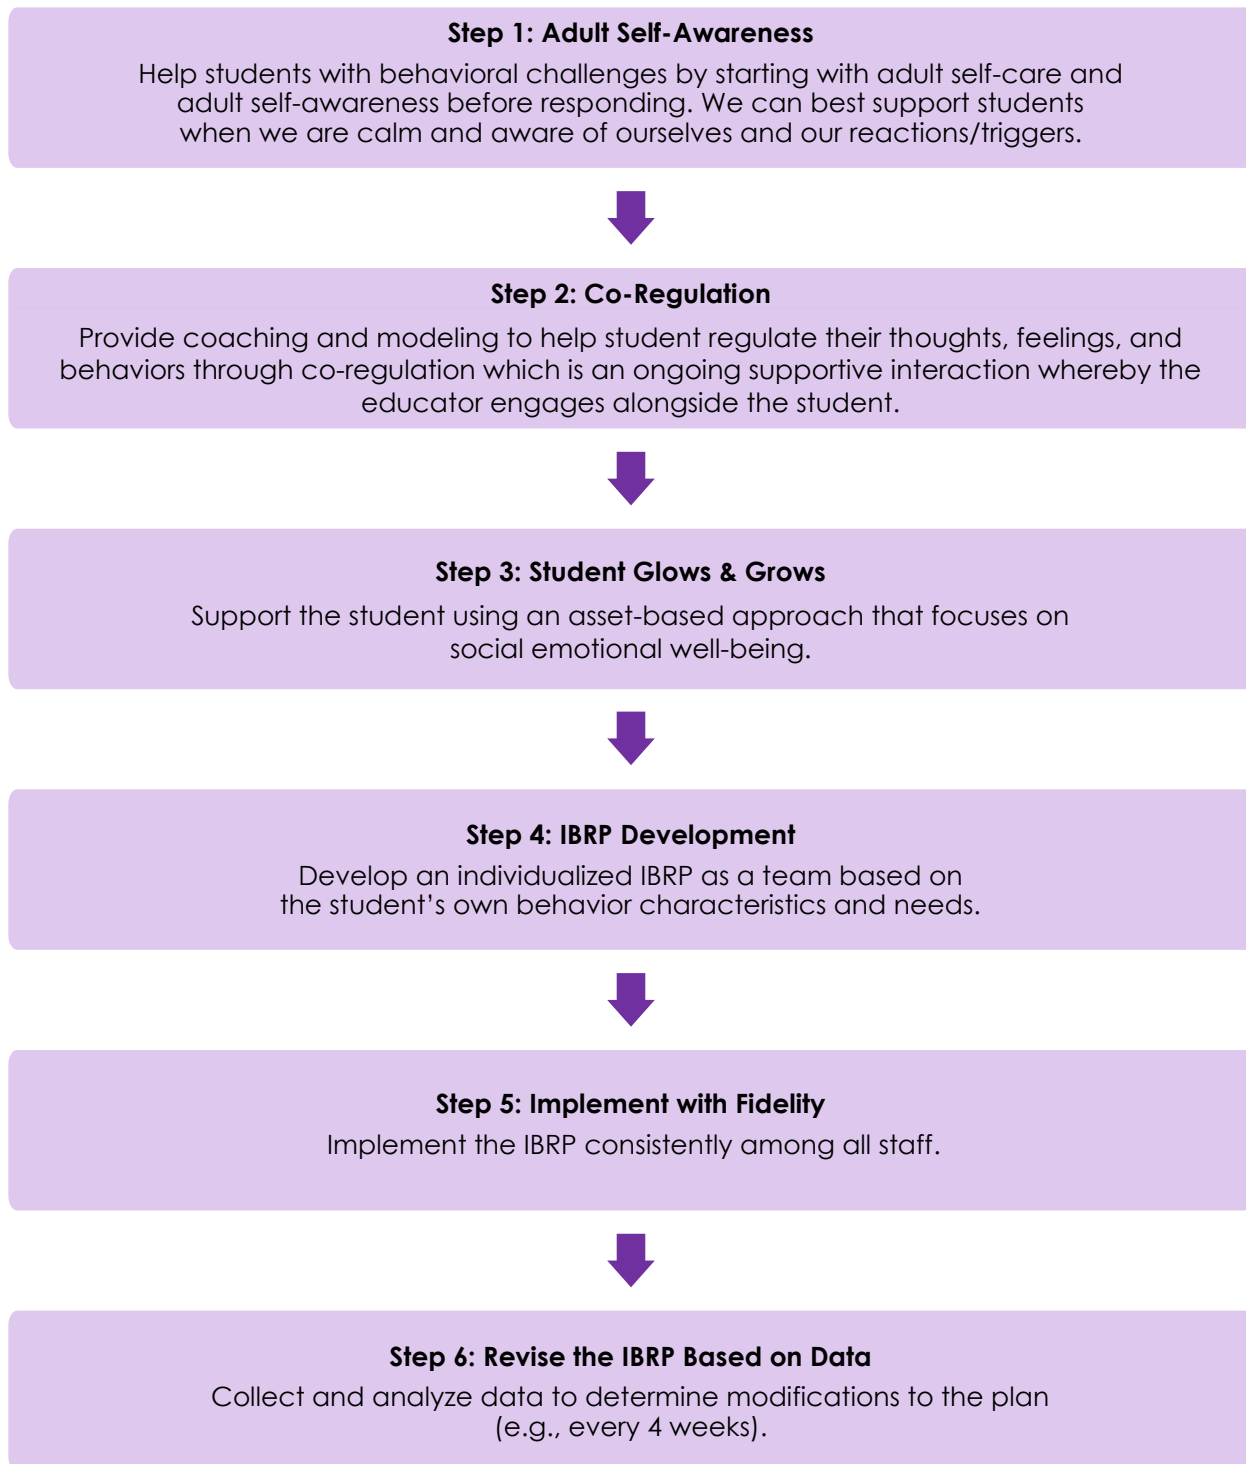 Step 1: Adult Self-Awareness
Help students with behavioral challenges by starting with adult self-care and
adult self-awareness before responding. We can best support students
when we are calm and aware of ourselves and our reactions/triggers.
Step 2: Co-Regulation
Provide coaching and modeling to help student regulate their thoughts, feelings, and
behaviors through co-regulation which is an ongoing supportive interaction whereby the
educator engages alongside the student.
Step 3: Student Glows & Grows
Support the student using an asset-based approach that focuses on
social emotional well-being.
Step 4: IBRP Development
Develop an individualized IBRP as a team based on
the student’s own behavior characteristics and needs.
Step 5: Implement with Fidelity
Implement the IBRP consistently among all staff.
Step 6: Revise the IBRP Based on Data
Collect and analyze data to determine modifications to the plan
(e.g., every 4 weeks).